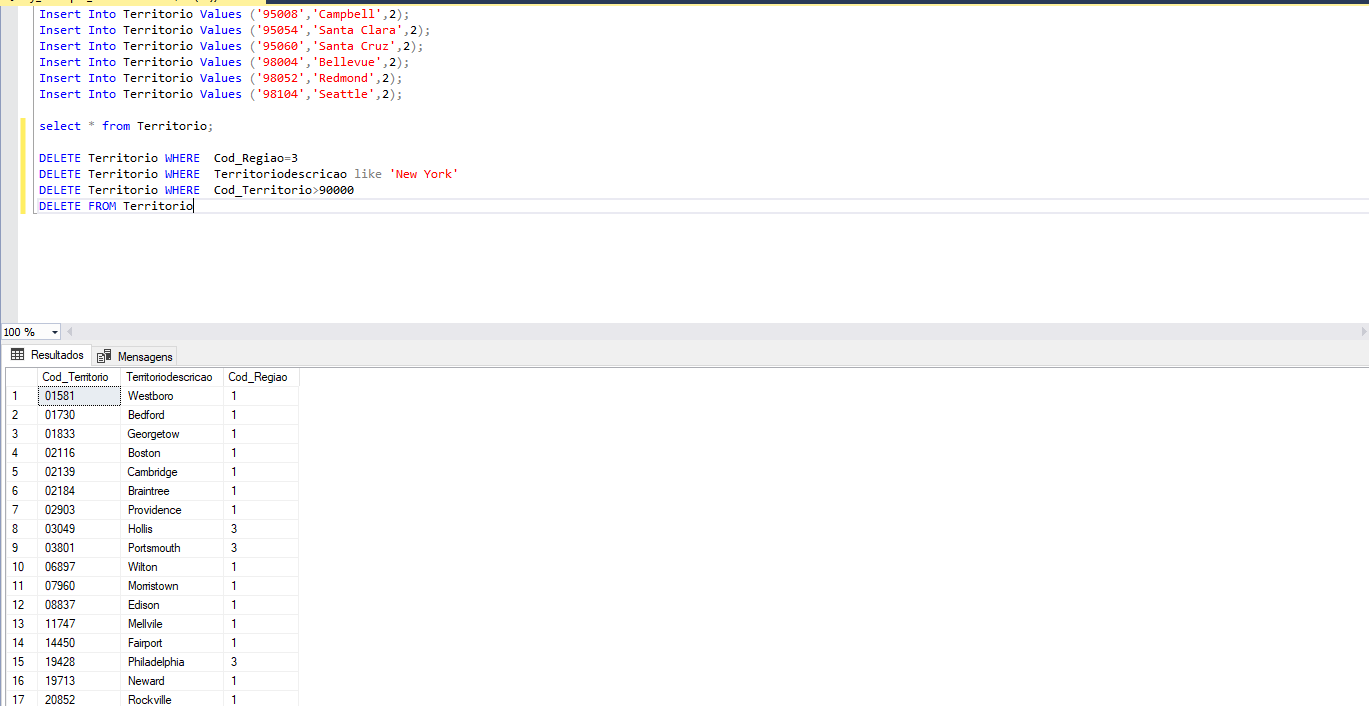 Insert Into Territorio Values ('95008','Campbell',2);
Insert Into Territorio Values ('95054','Santa Clara',2);
Insert Into Territorio Values ('95060','Santa Cruz',2);
Insert Into Territorio Values ('98004','Bellevue',2);
Insert Into Territorio Values ('98052','Redmond',2);
Insert Into Territorio Values ('98104','Seattle',2);
select * from Territorio;
DELETE Territorio WHERE  Cod_Regiao=3
DELETE Territorio WHERE  Territoriodescricao like 'New York'
DELETE Territorio WHERE  Cod_Territorio>90000
DELETE FROM Territorio
100 %
Resultados Mensagens
Cod_Territorio Territoriodescricao Cod_Regiao
1 01581 Westboro 1
2 01730 Bedford 1
3 01833 Georgetow 1
4 02116 Boston 1
5 02139 Cambridge 1
6 02184 Braintree 1
7 02903 Providence 1
8 03049 Hollis 3
9 03801 Portsmouth 3
10 06897 Wilton 1
11 07960 Morristown 1
12 08837 Edison 1
13 11747 Mellvile 1
14 14450 Fairport 1
15 19428 Philadelphia 3
16 19713 Neward 1
17 20852 Rockville 1